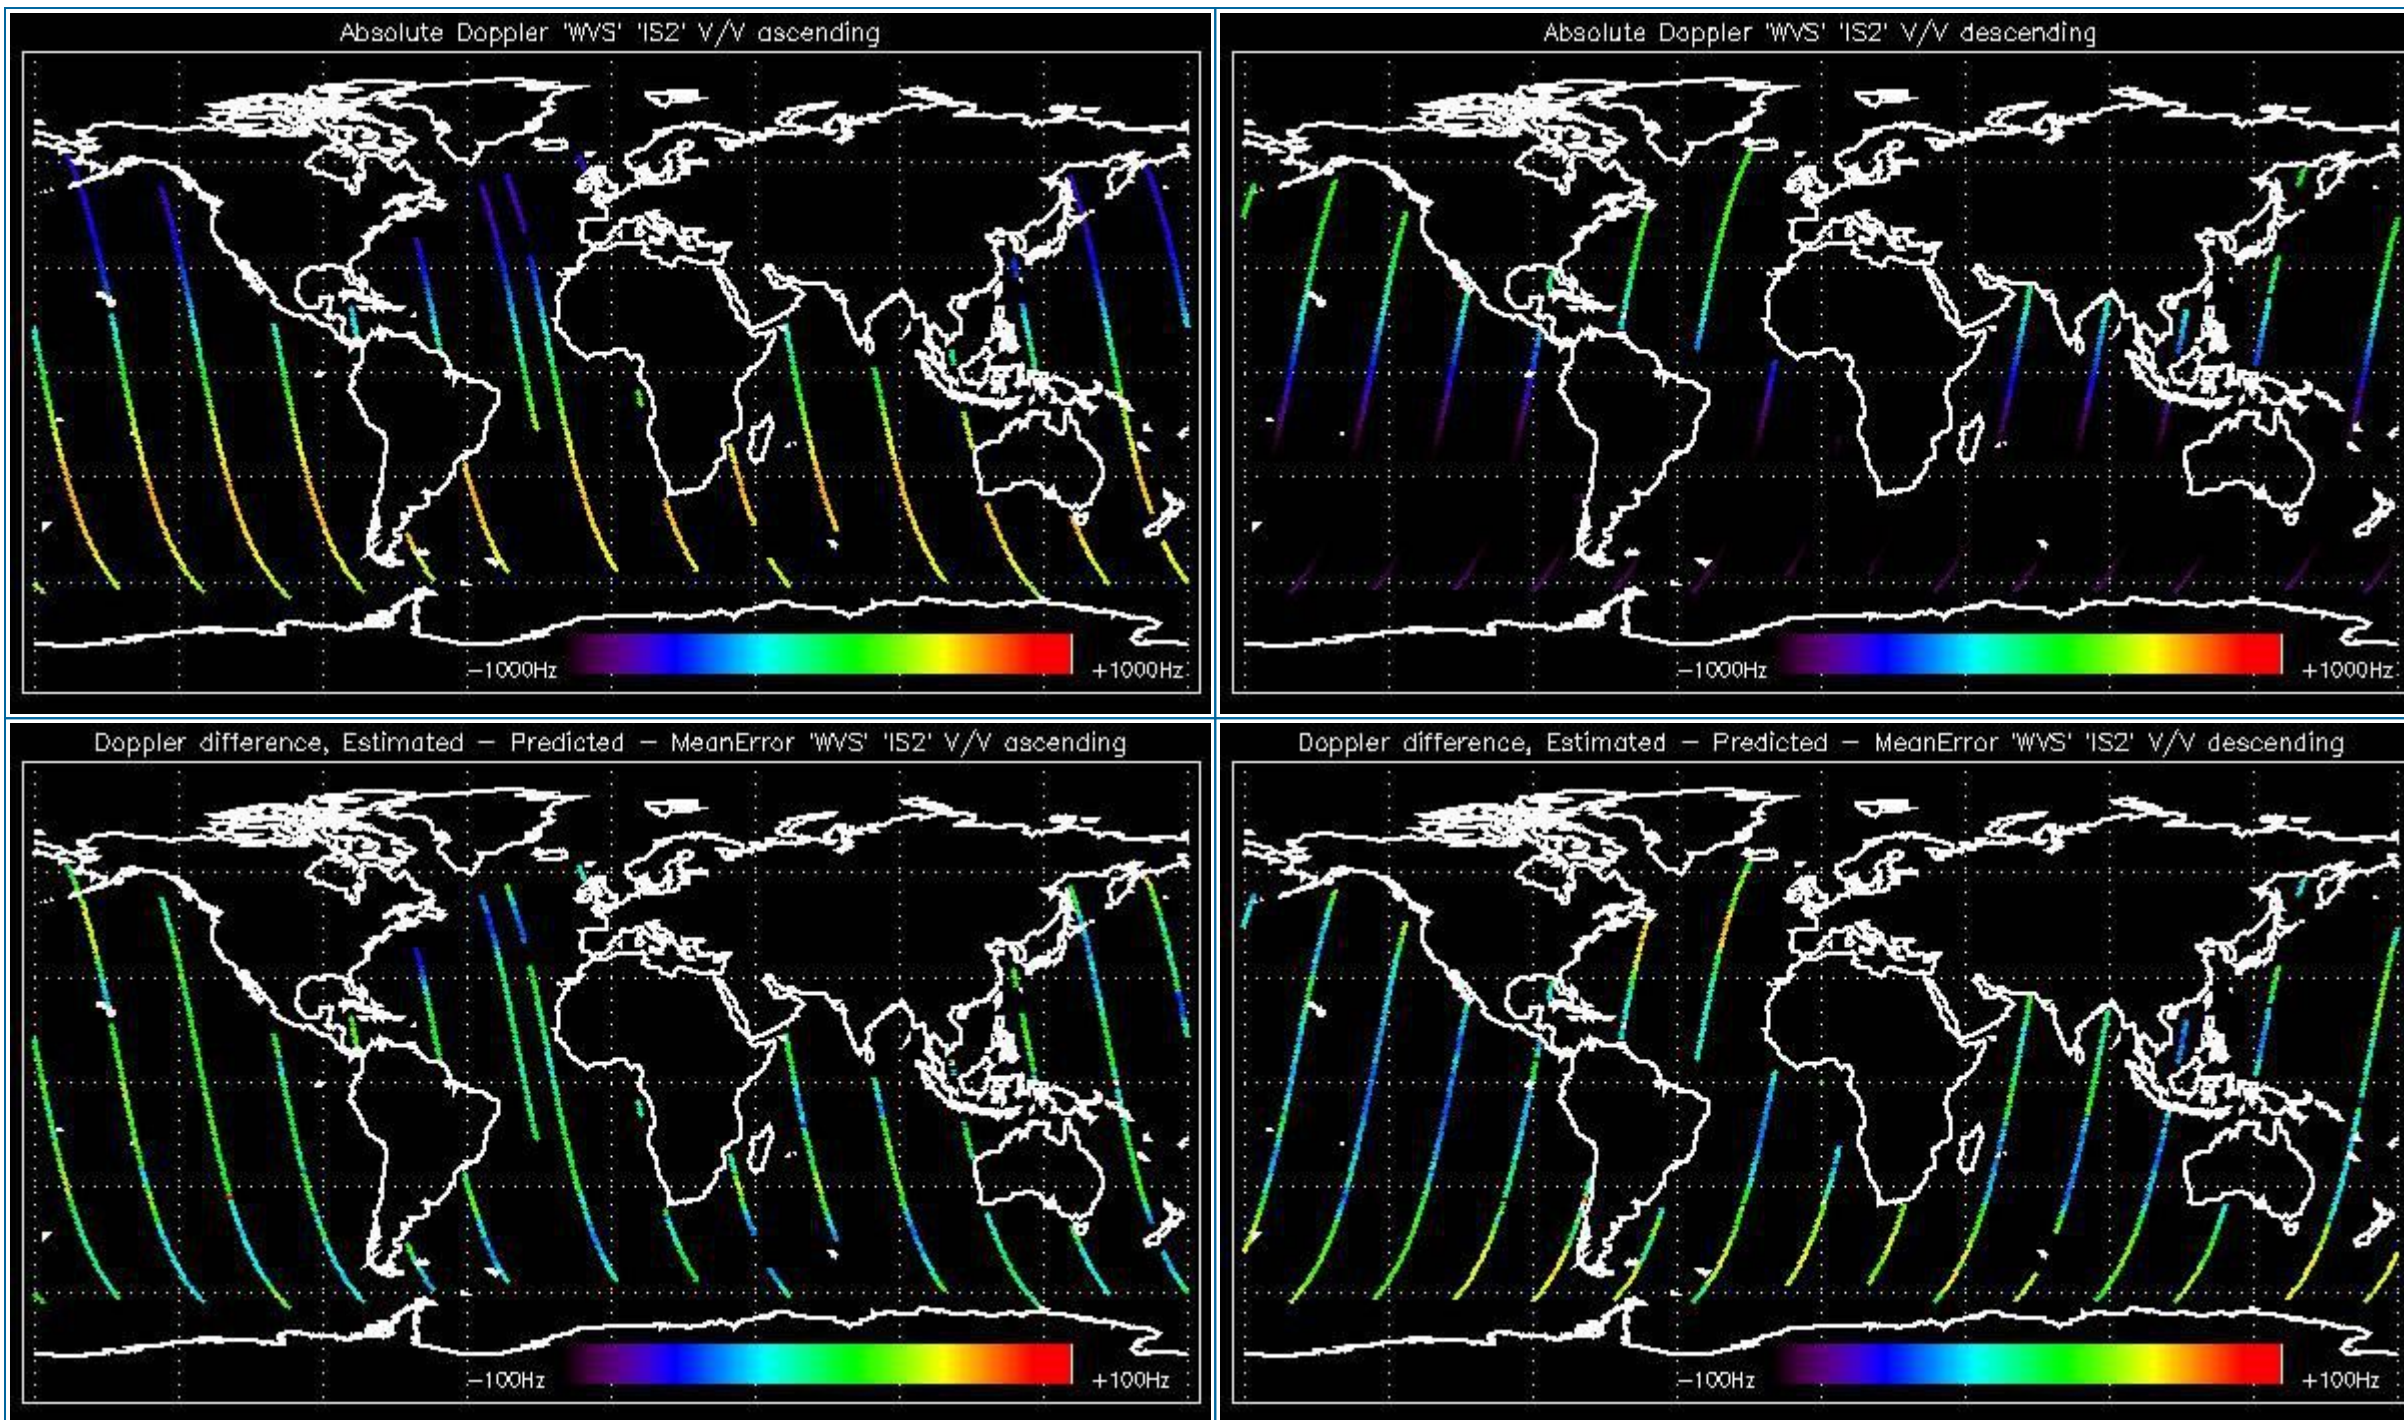 Absolute Doppler 'WVS' 'IS2' V/V ascending
-1000Hz
+1000Hz
Absolute Doppler 'WVS' 'IS2' V/V descending
-1000Hz
+1000Hz
Doppler difference, Estimated - Predicted - MeanError 'WVS' 'IS2' V/V ascending
-100Hz
+100Hz
Doppler difference, Estimated - Predicted - MeanError 'WVS' 'IS2' V/V descending
-100Hz
+100Hz